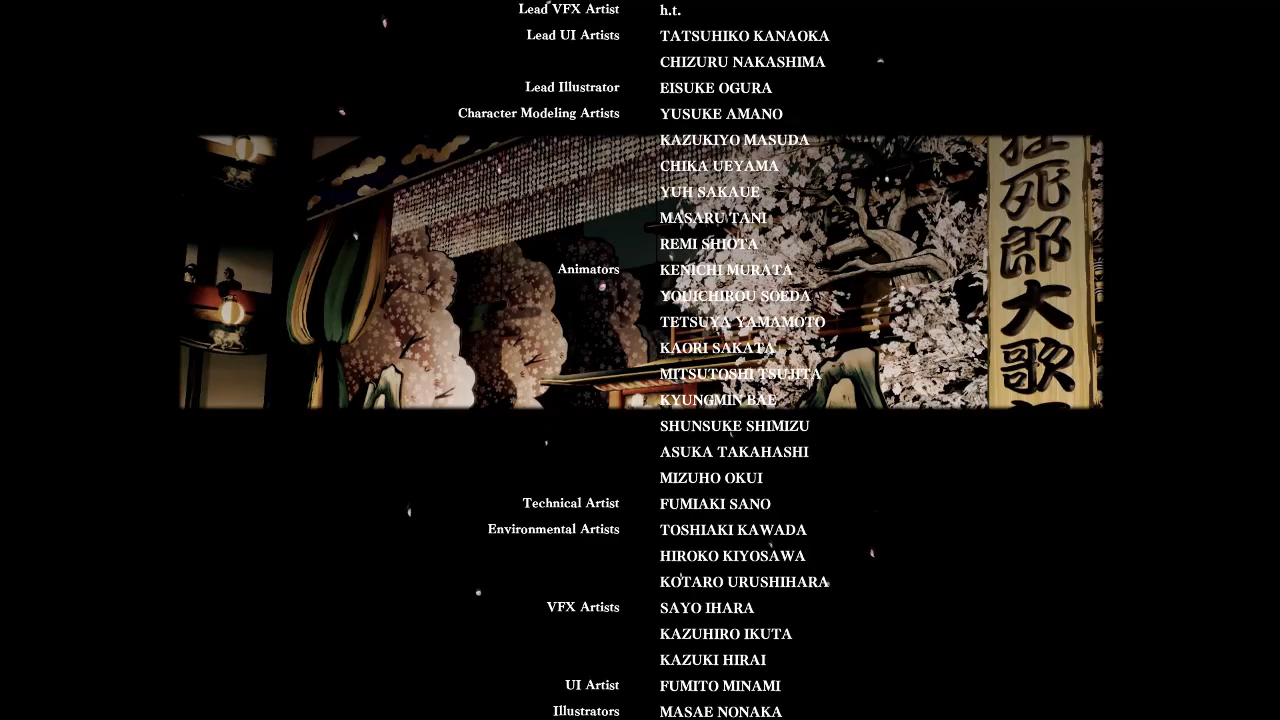 Lead VFX Artist h.t.
Lead UI Artists TATSUHIKO KANAOKA
CHIZURU NAKASHIMA
Lead Illustrator EISUKE OGURA
Character Modeling Artists YUSUKE AMANO
KAZUKIYO MASUDA
CHIKA UEYAMA
YUH SAKAUE
MASARU TANI
REMI SHIOTA
Animators KENICHI MURATA
YOUICHIROU SOEDA
TETSUYA YAMAMOTO
KAORI SAKATA
MITSUTOSHI TSUJITA
KYUNGMIN BAE
SHUNSUKE SHIMIZU
ASUKA TAKAHASHI
MIZUHO OKUI
Technical Artist FUMIAKI SANO
Environmental Artists TOSHIAKI KAWADA
HIROKO KIYOSAWA
KOTARO URUSHIHARA
VFX Artists SAYO IHARA
KAZUHIRO IKUTA
KAZUKI HIRAI
UI Artist FUMITO MINAMI
Illustrators MASAE NONAKA
狂死郎大歌